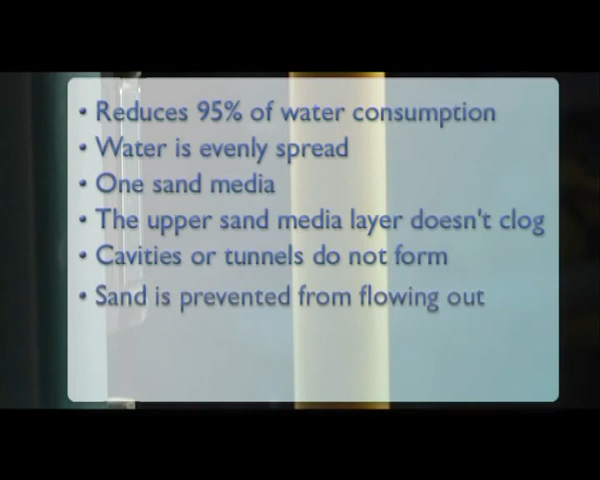 • Reduces 95% of water consumption
• Water is evenly spread
• One sand media
• The upper sand media layer doesn't clog
• Cavities or tunnels do not form
• Sand is prevented from flowing out